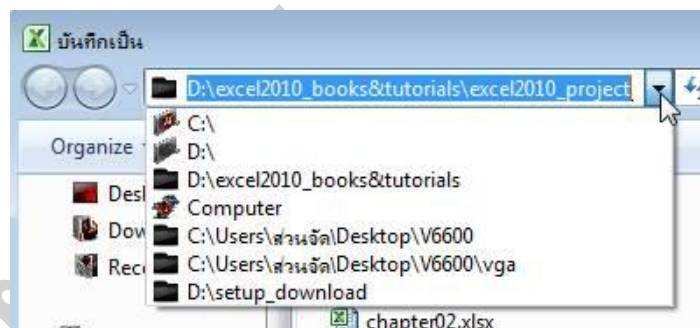 บันทึกเป็น
D:\excel2010_books&tutorials\excel2010_project
C:\
Organize
D:\
D:\excel2010_books&tutorials
Computer
C:\Users\ส่วนจัด\Desktop\V6600
C:\Users\ส่วนจัด\Desktop\V6600\vga
D:\setup_download
chapter02.xlsx